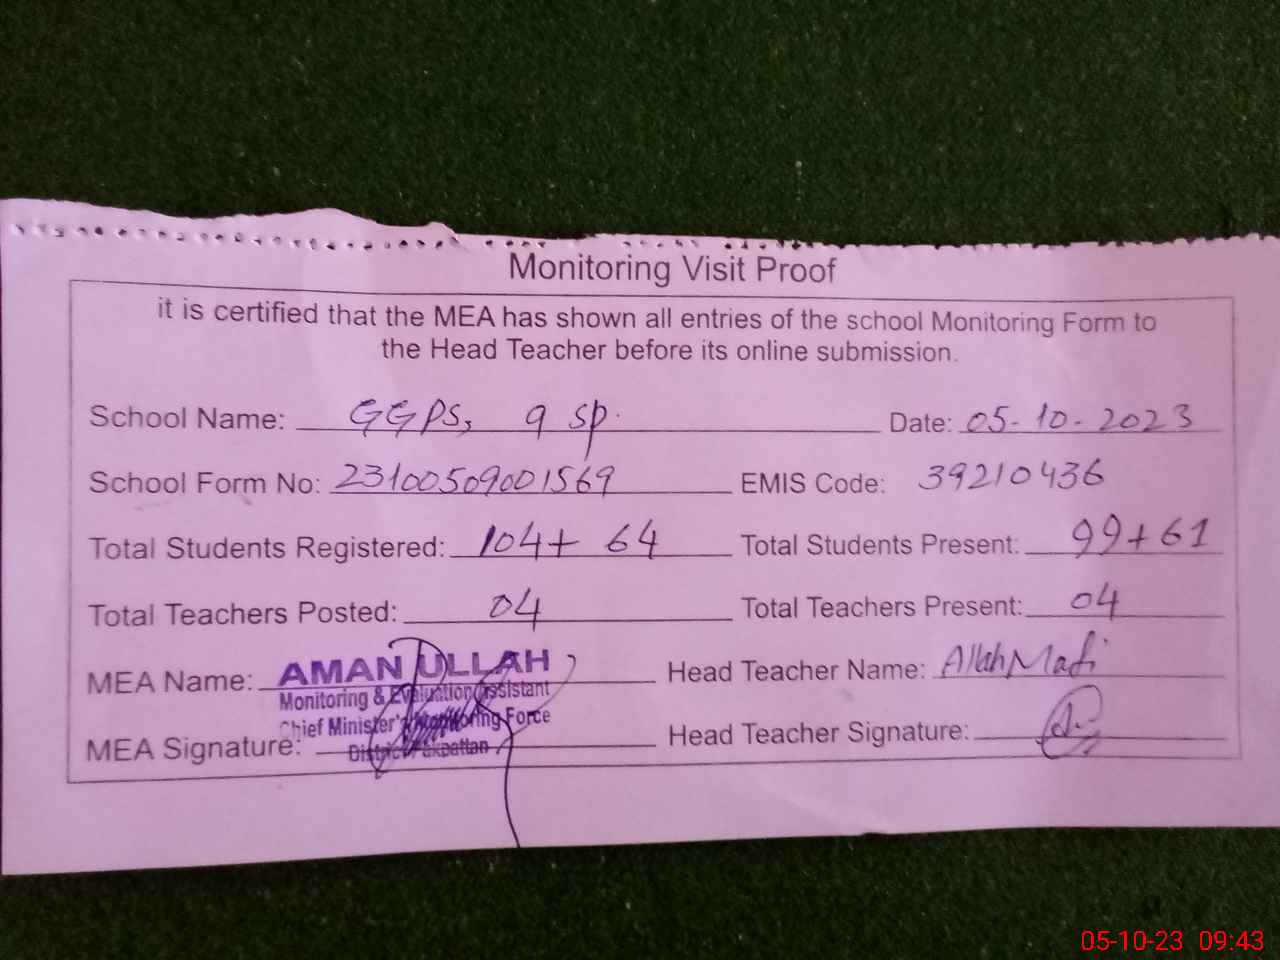 Monitoring Visit Proof
it is certified that the MEA has shown all entries of the school Monitoring Form to
the Head Teacher before its online submission.
School Name: GGPS, 9 sp. Date: 05-10-2023
School Form No: 23100509001569 EMIS Code: 39210436
Total Students Registered: 104+ 64 Total Students Present: 99+61
Total Teachers Posted: 04 Total Teachers Present: 04
MEA Name: AMAN ULLAH Head Teacher Name: Allah
Monitoring & Evaluation Assistant
Chief Minister's Monitoring Force
MEA Signature: Head Teacher Signature:
District Pakpattan
05-10-23 09:43